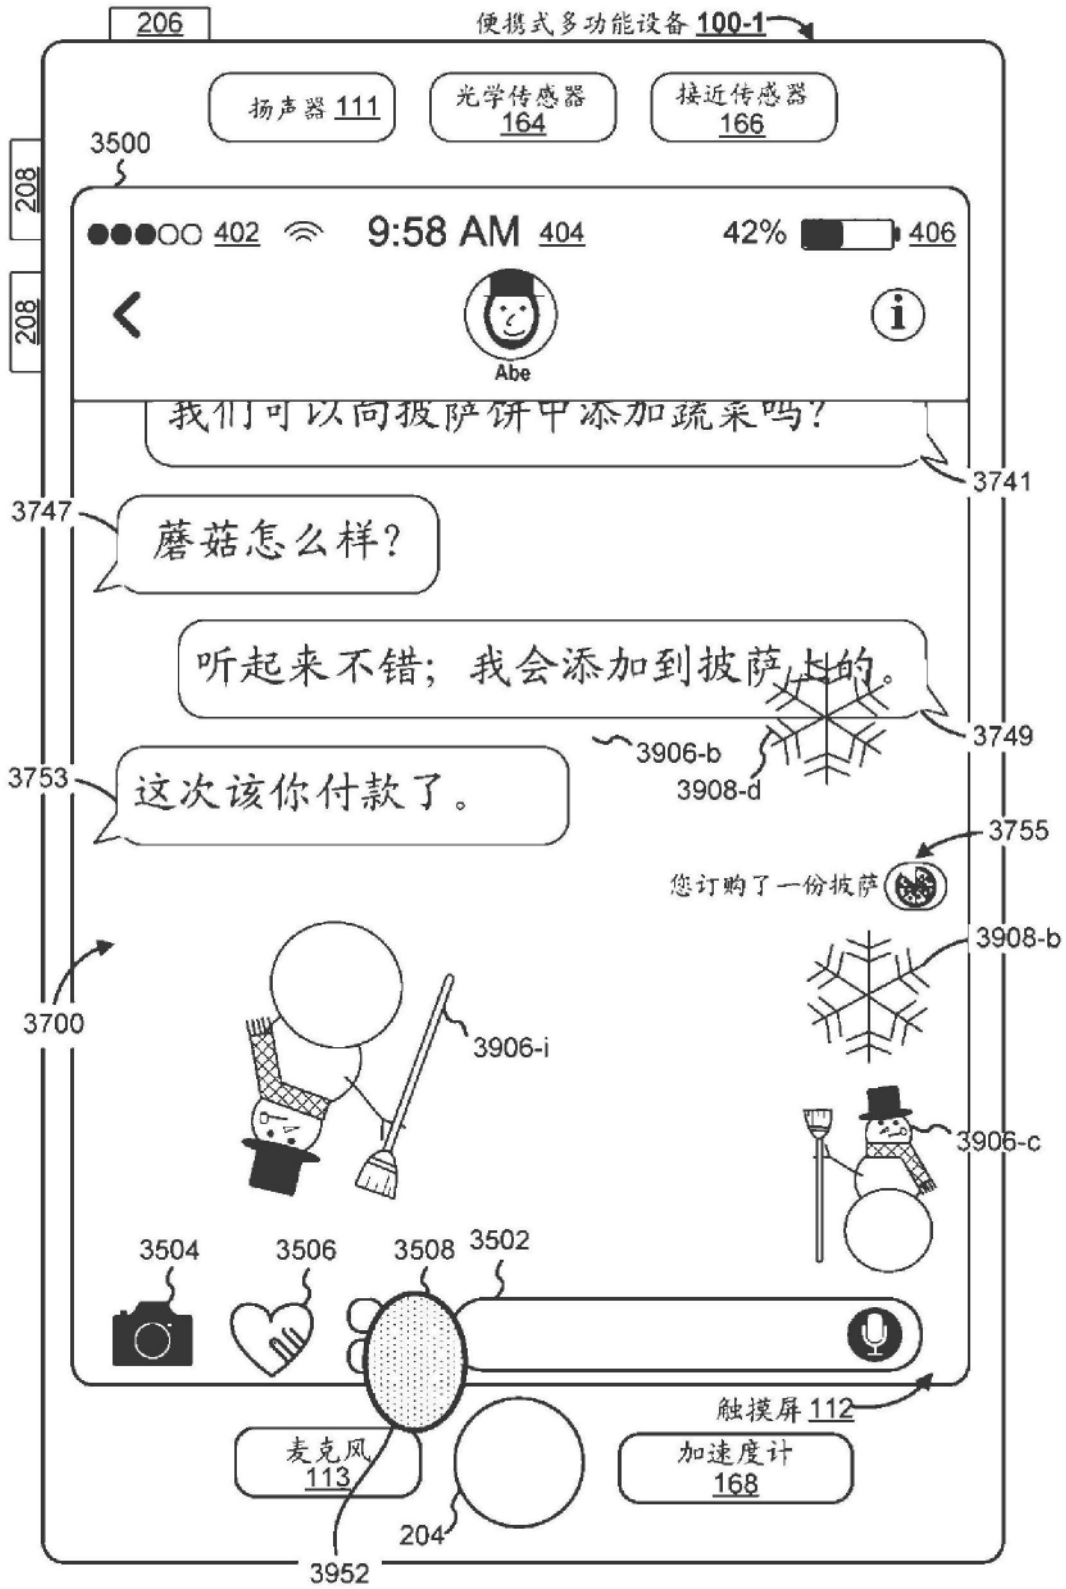 206
便携式多功能设备 100-1
扬声器 111
光学传感器
164
接近传感器
166
3500
208
208
402
9:58 AM 404
42%
406
i
Abe
我们可以向披萨饼中添加蔬菜吗?
3741
3747
蘑菇怎么样?
听起来不错; 我会添加到披萨上的。
3749
3906-b
3908-d
3753
这次该你付款了。
3755
您订购了一份披萨
3908-b
3700
3906-i
3906-c
3504
3506
3508
3502
触摸屏 112
麦克风
113
加速度计
168
204
3952